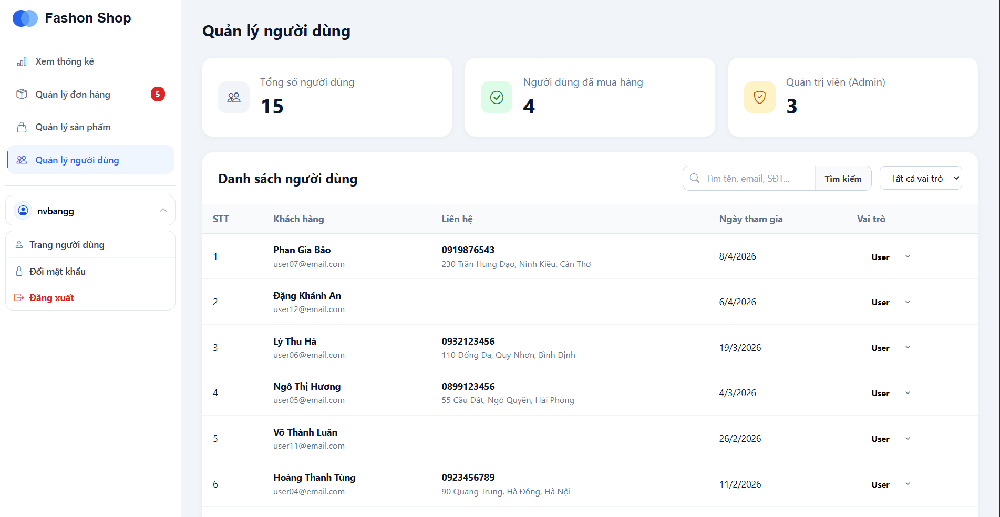 Fashon Shop
Xem thống kê
Quản lý đơn hàng 5
Quản lý sản phẩm
Quản lý người dùng
nvbangg
Trang người dùng
Đổi mật khẩu
Đăng xuất
Quản lý người dùng
Tổng số người dùng
15
Người dùng đã mua hàng
4
Quản trị viên (Admin)
3
Danh sách người dùng
Tìm tên, email, SĐT... Tìm kiếm Tất cả vai trò
STT Khách hàng Liên hệ Ngày tham gia Vai trò
1 Phan Gia Bảo 0919876543 8/4/2026 User
user07@email.com 230 Trần Hưng Đạo, Ninh Kiều, Cần Thơ
2 Đặng Khánh An 6/4/2026 User
user12@email.com
3 Lý Thu Hà 0932123456 19/3/2026 User
user06@email.com 110 Đống Đa, Quy Nhơn, Bình Định
4 Ngô Thị Hương 0899123456 4/3/2026 User
user05@email.com 55 Cầu Đất, Ngô Quyền, Hải Phòng
5 Võ Thành Luân 26/2/2026 User
user11@email.com
6 Hoàng Thanh Tùng 0923456789 11/2/2026 User
user04@email.com 90 Quang Trung, Hà Đông, Hà Nội